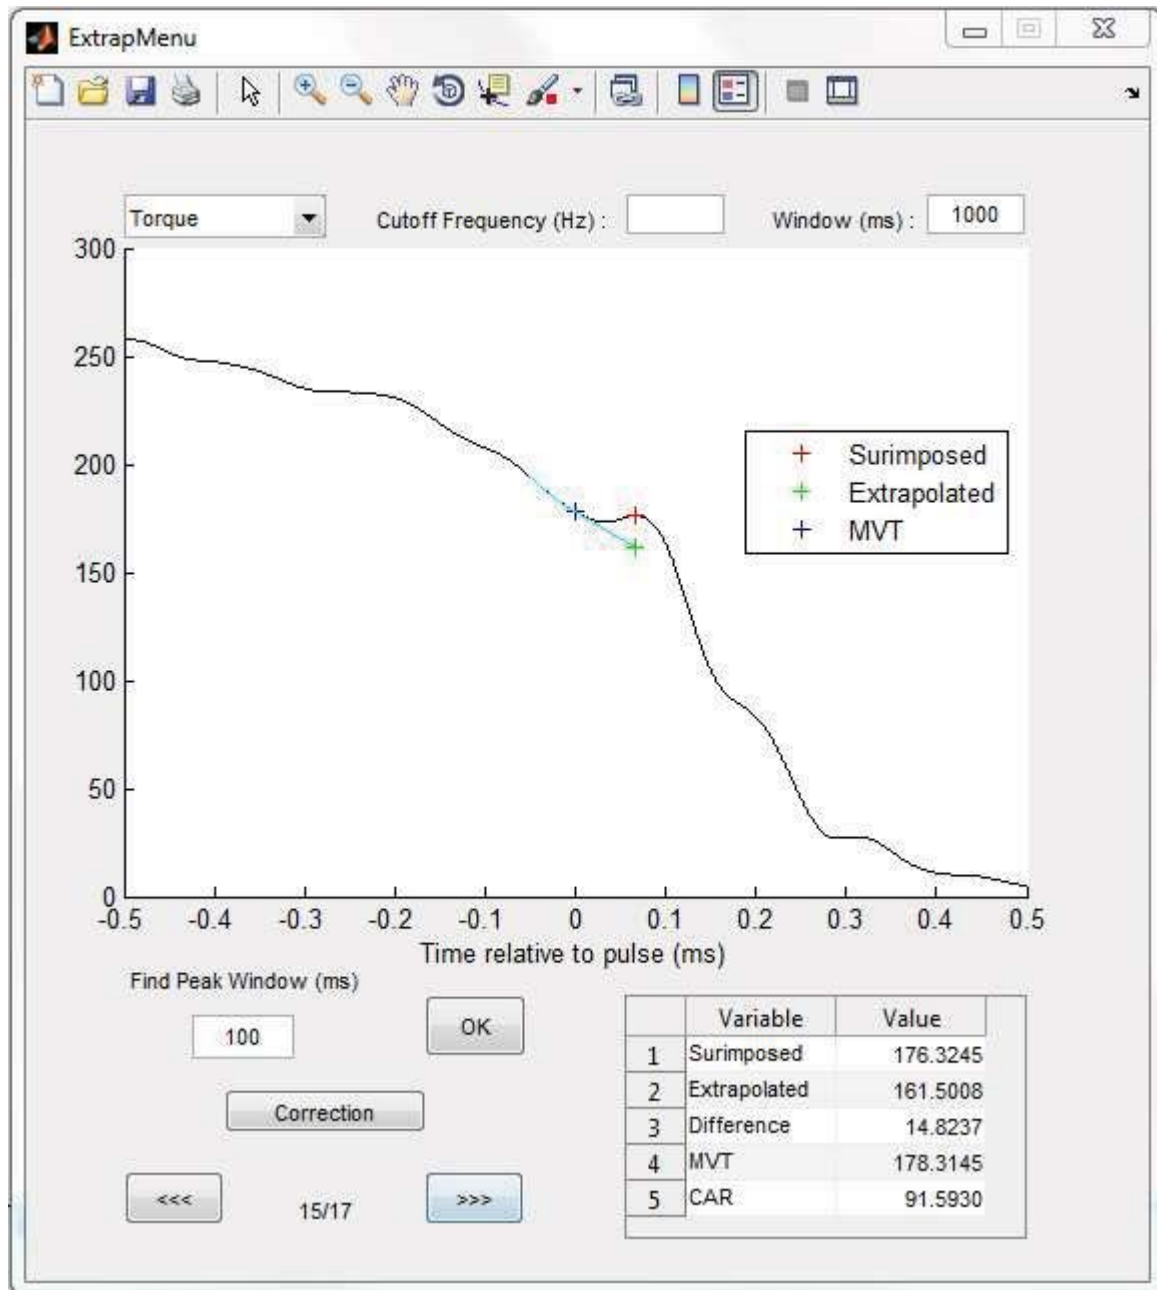 ExtrapMenu
Torque
Cutoff Frequency (Hz) :
Window (ms) :
1000
300
250
200
150
100
50
0
Surimposed
Extrapolated
MVT
-0.5 -0.4 -0.3 -0.2 -0.1 0 0.1 0.2 0.3 0.4 0.5
Time relative to pulse (ms)
Find Peak Window (ms)
100
OK
Correction
<<<
15/17
>>>
Variable Value
1 Surimposed 176.3245
2 Extrapolated 161.5008
3 Difference 14.8237
4 MVT 178.3145
5 CAR 91.5930